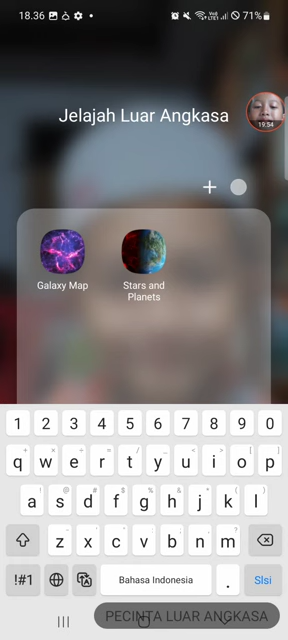 18.36 71%
Jelajah Luar Angkasa
19:54
Galaxy Map
Stars and
Planets
1 2 3 4 5 6 7 8 9 0
q w e r t y u i o p
a s d f g h j k l
z x c v b n m
!#1 Bahasa Indonesia . Slsi
PECINTA LUAR ANGKASA